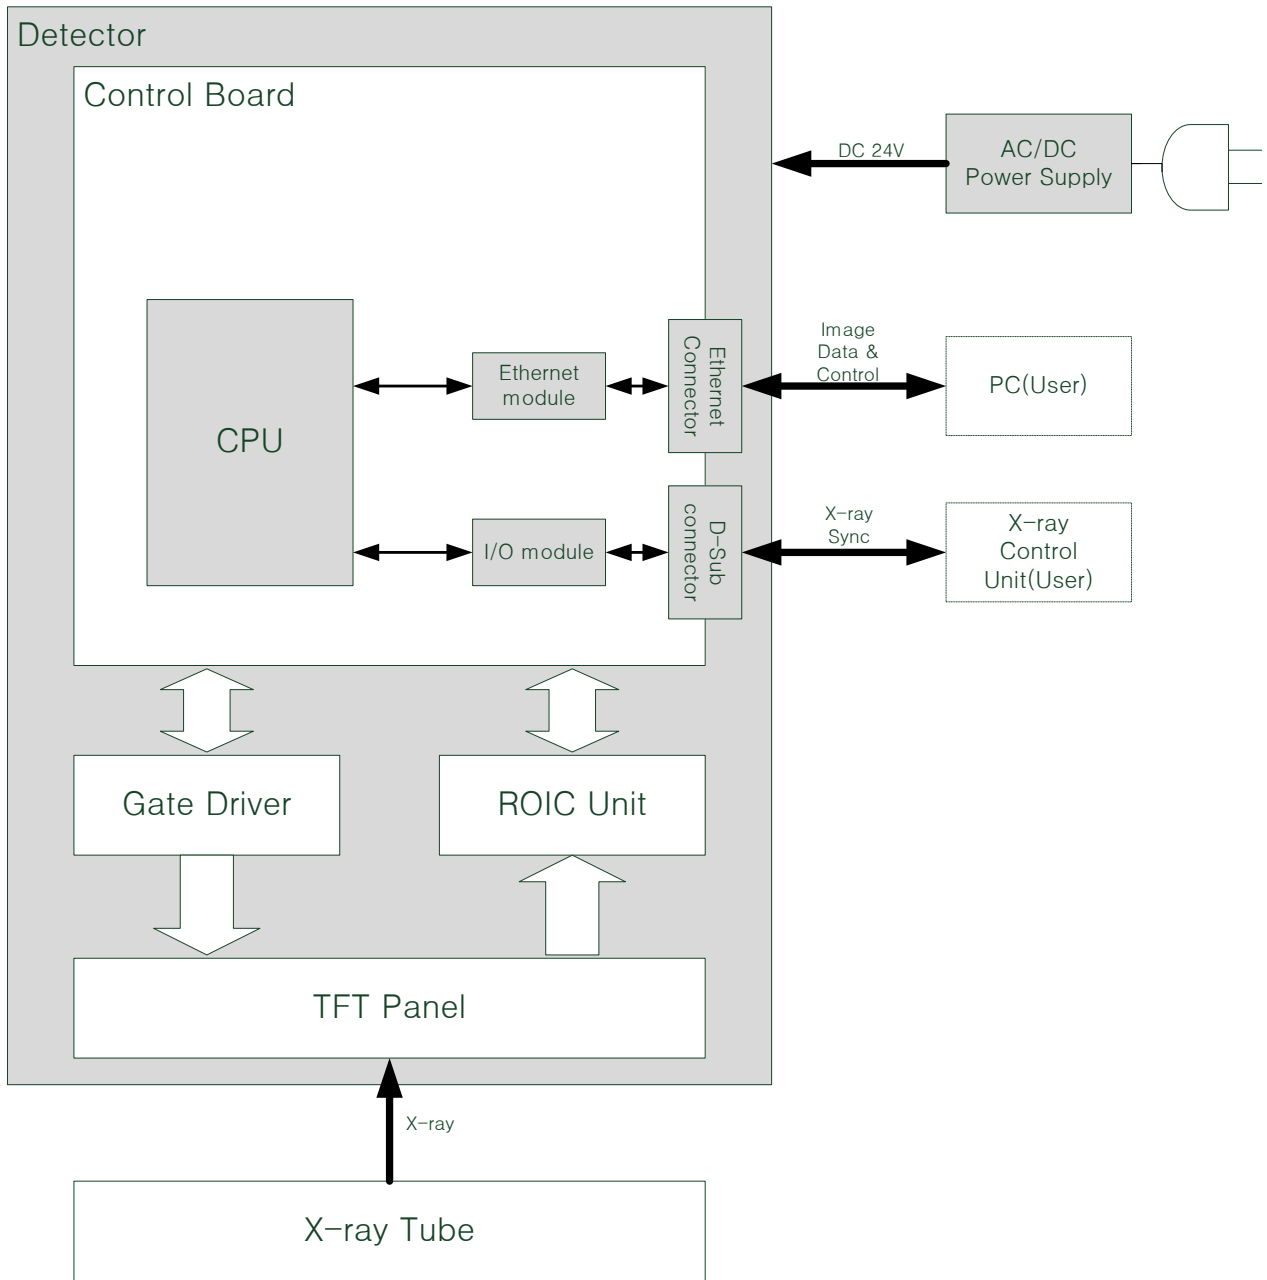 Detector
Control Board
DC 24V
AC/DC
Power Supply
CPU
Ethernet
module
Ethernet
Connector
Image
Data &
Control
PC(User)
I/O module
D-Sub
connector
X-ray
Sync
X-ray
Control
Unit(User)
Gate Driver
ROIC Unit
TFT Panel
X-ray
X-ray Tube